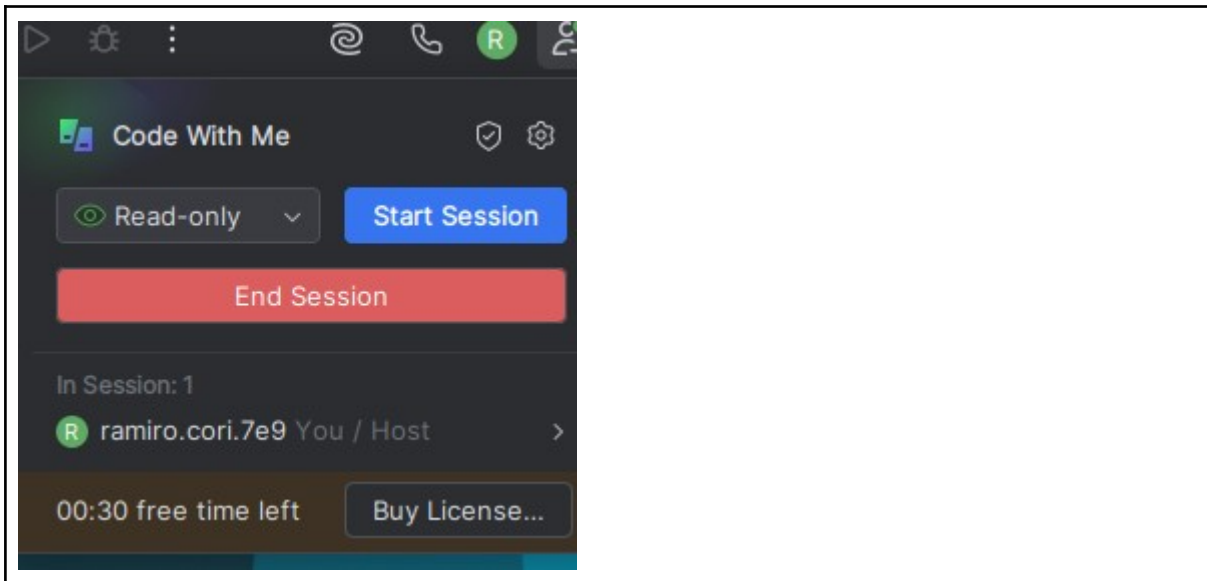 R
Code With Me
Read-only Start Session
End Session
In Session: 1
R ramiro.cori.7e9 You / Host
00:30 free time left Buy License...